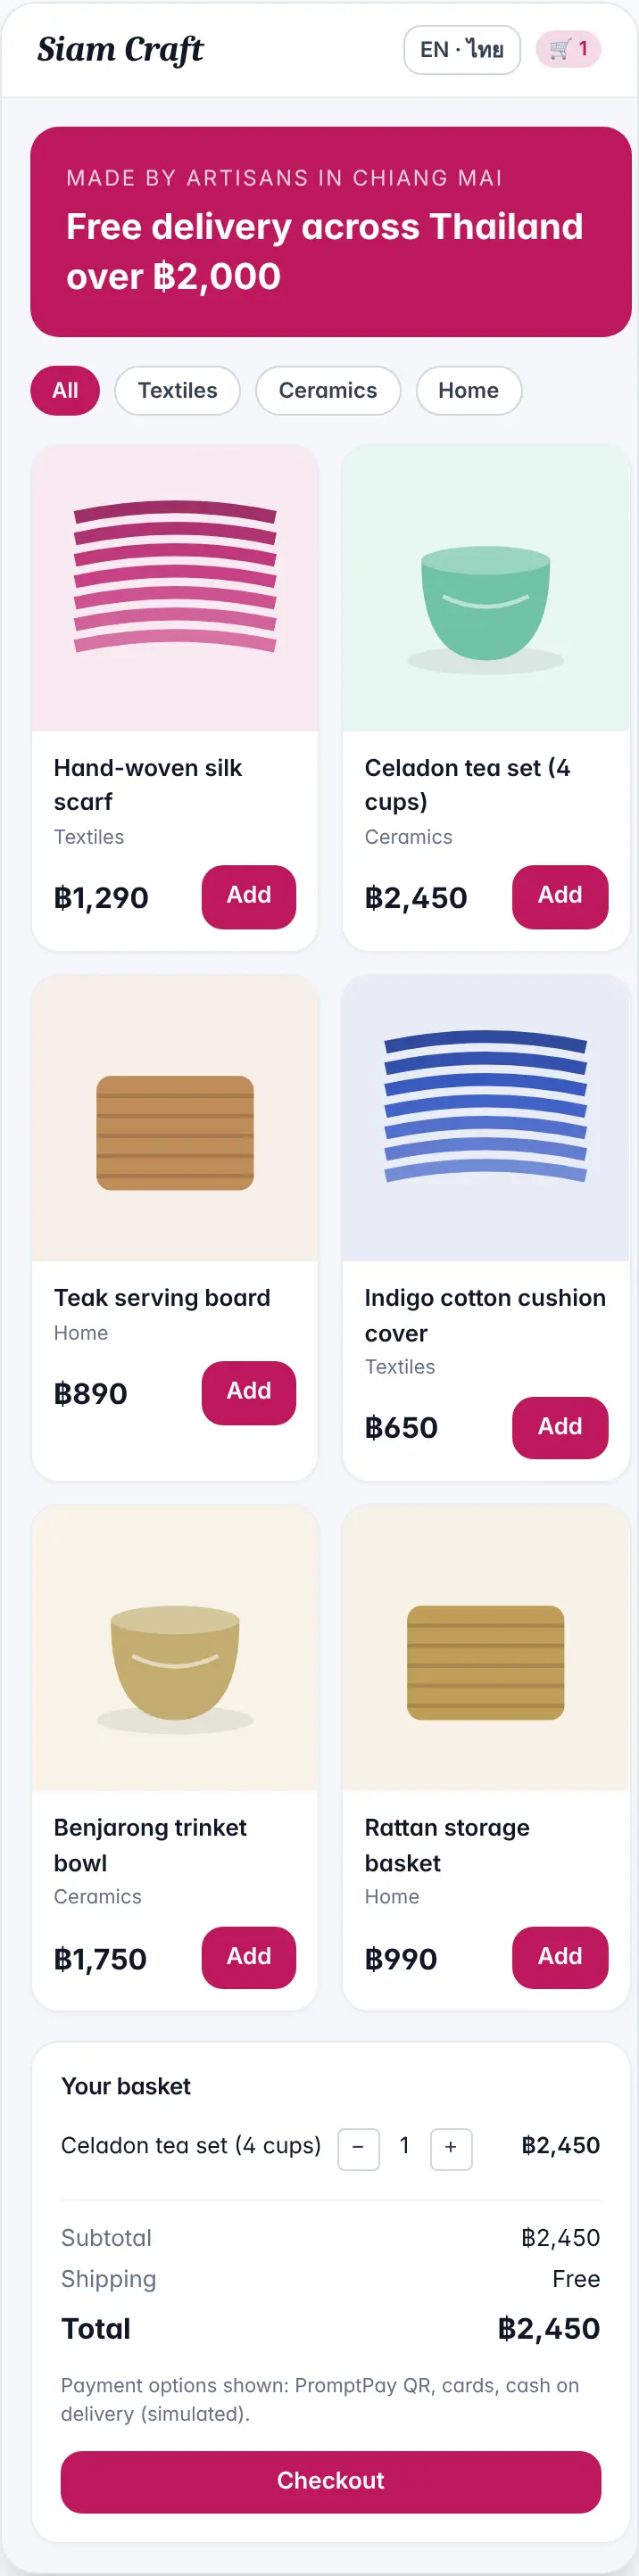 Siam Craft
EN · ไทย
🛒 1
MADE BY ARTISANS IN CHIANG MAI
Free delivery across Thailand
over ฿2,000
All
Textiles
Ceramics
Home
Hand-woven silk
scarf
Textiles
฿1,290
Add
Celadon tea set (4
cups)
Ceramics
฿2,450
Add
Teak serving board
Home
฿890
Add
Indigo cotton cushion
cover
Textiles
฿650
Add
Benjarong trinket
bowl
Ceramics
฿1,750
Add
Rattan storage
basket
Home
฿990
Add
Your basket
Celadon tea set (4 cups) − 1 + ฿2,450
Subtotal ฿2,450
Shipping Free
Total ฿2,450
Payment options shown: PromptPay QR, cards, cash on
delivery (simulated).
Checkout